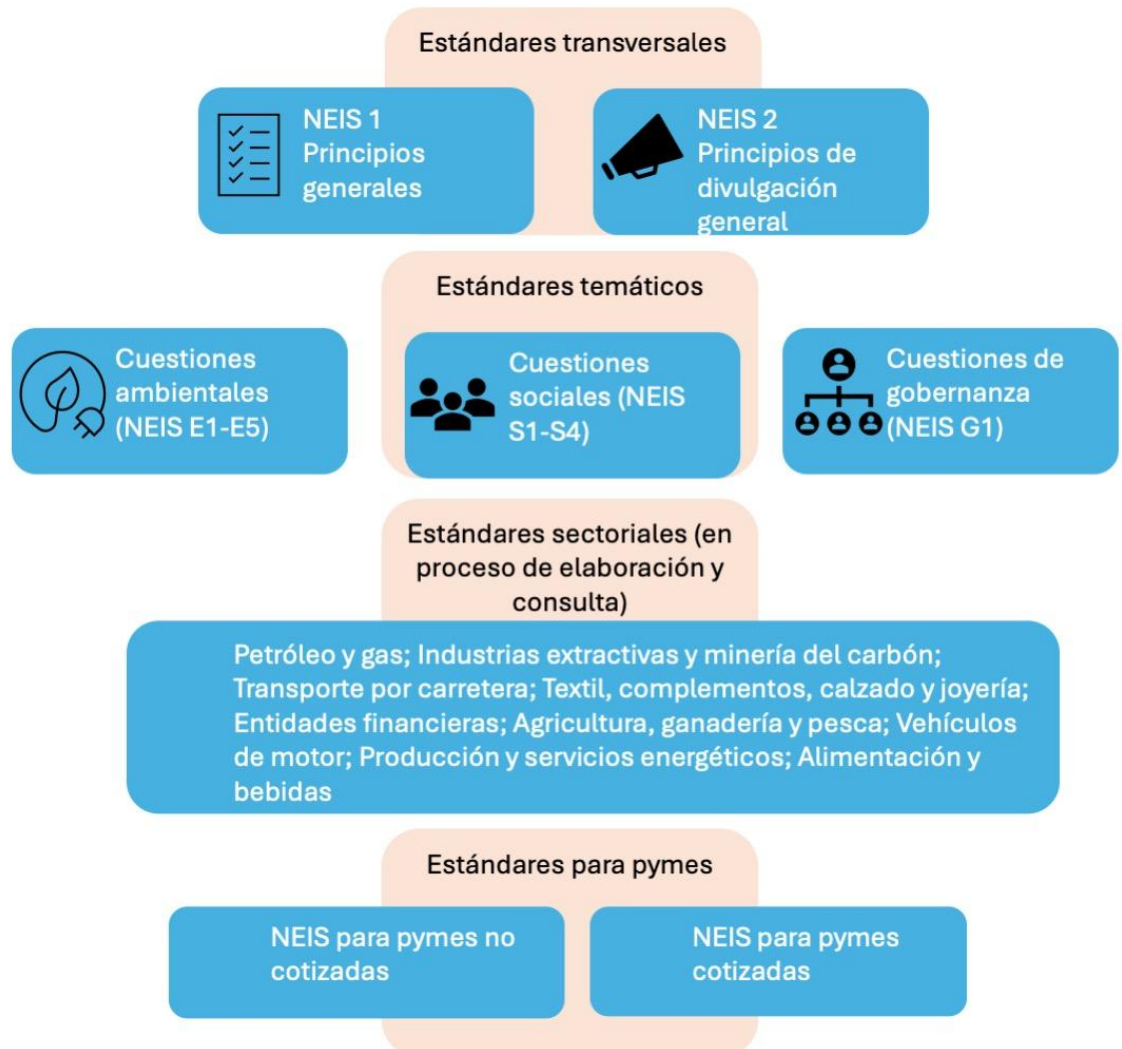 Estándares transversales
NEIS 1
Principios
generales
NEIS 2
Principios de
divulgación
general
Estándares temáticos
Cuestiones
ambientales
(NEIS E1-E5)
Cuestiones
sociales (NEIS
S1-S4)
Cuestiones de
gobernanza
(NEIS G1)
Estándares sectoriales (en
proceso de elaboración y
consulta)
Petróleo y gas; Industrias extractivas y minería del carbón;
Transporte por carretera; Textil, complementos, calzado y joyería;
Entidades financieras; Agricultura, ganadería y pesca; Vehículos
de motor; Producción y servicios energéticos; Alimentación y
bebidas
Estándares para pymes
NEIS para pymes no
cotizadas
NEIS para pymes
cotizadas